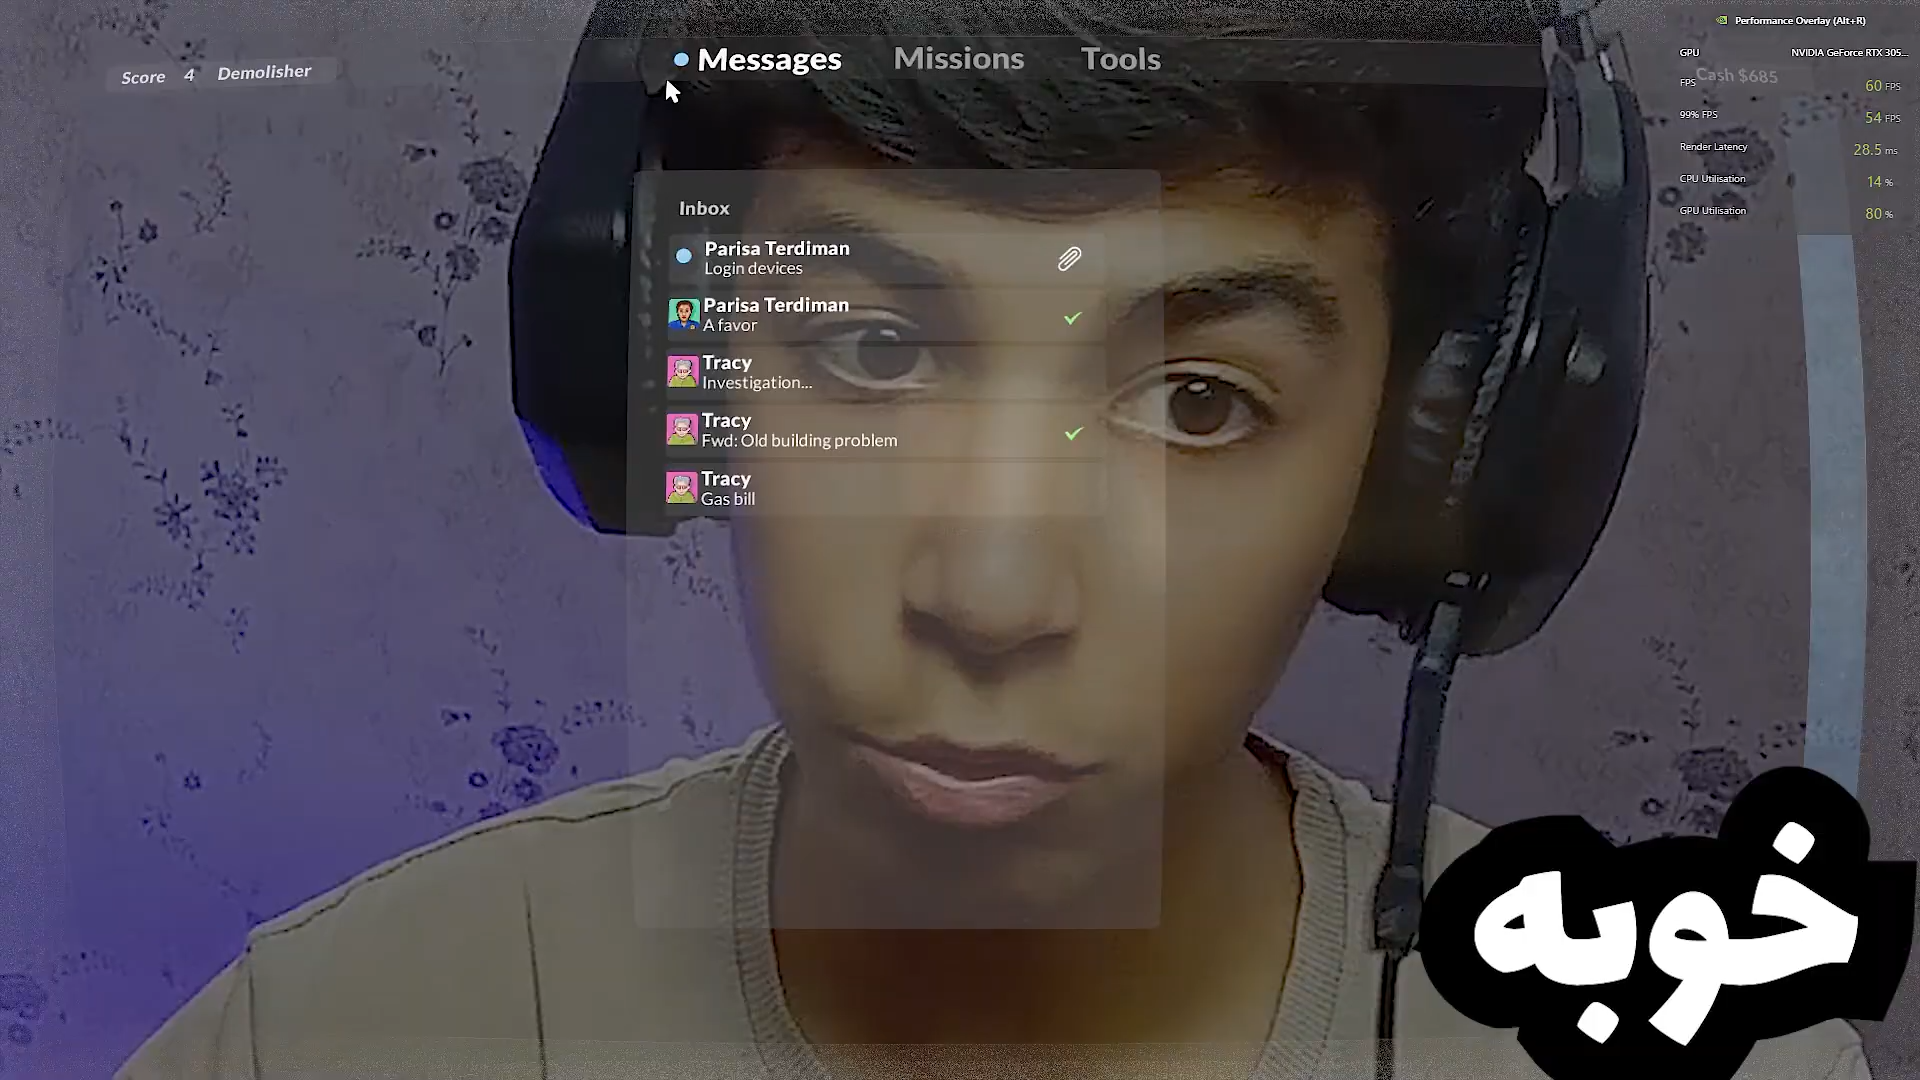 Performance Overlay (Alt+R)
Score 4 Demolisher
Messages Missions Tools
GPU NVIDIA GeForce RTX 305...
Cash $685
FPS 60 FPS
99% FPS 54 FPS
Render Latency 28.5 ms
CPU Utilisation 14 %
GPU Utilisation 80 %
Inbox
Parisa Terdiman
Login devices
Parisa Terdiman
A favor
Tracy
Investigation...
Tracy
Fwd: Old building problem
Tracy
Gas bill
خوبه